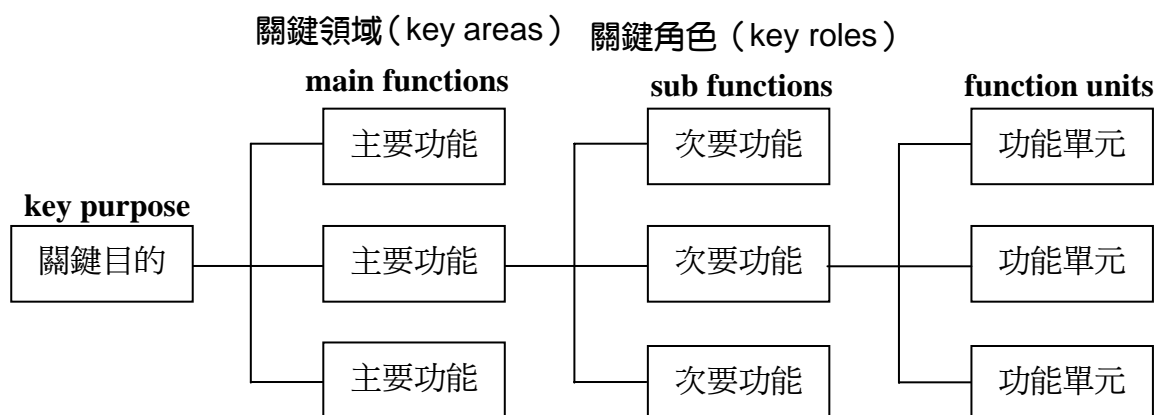 關鍵領域（key areas） 關鍵角色（key roles）
main functions sub functions function units
主要功能 次要功能 功能單元
key purpose
關鍵目的 主要功能 次要功能 功能單元
主要功能 次要功能 功能單元